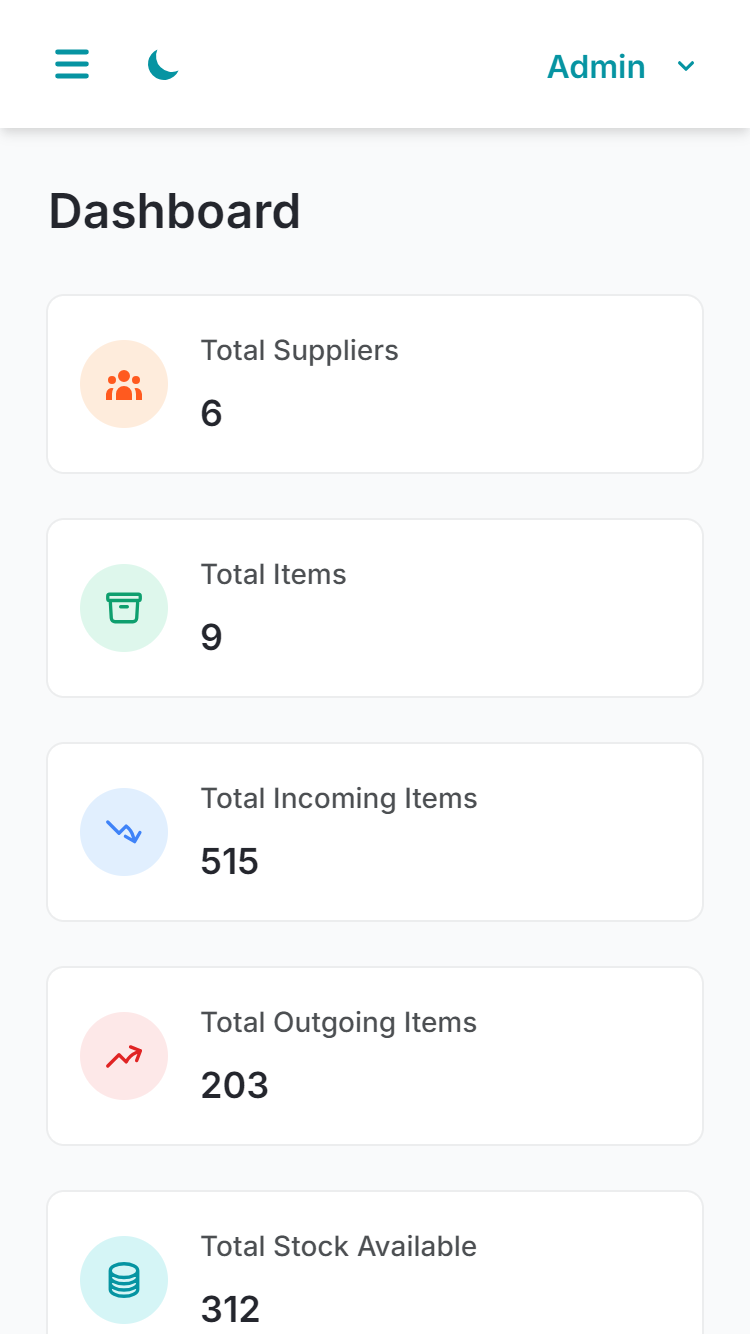 Admin
Dashboard
Total Suppliers
6
Total Items
9
Total Incoming Items
515
Total Outgoing Items
203
Total Stock Available
312